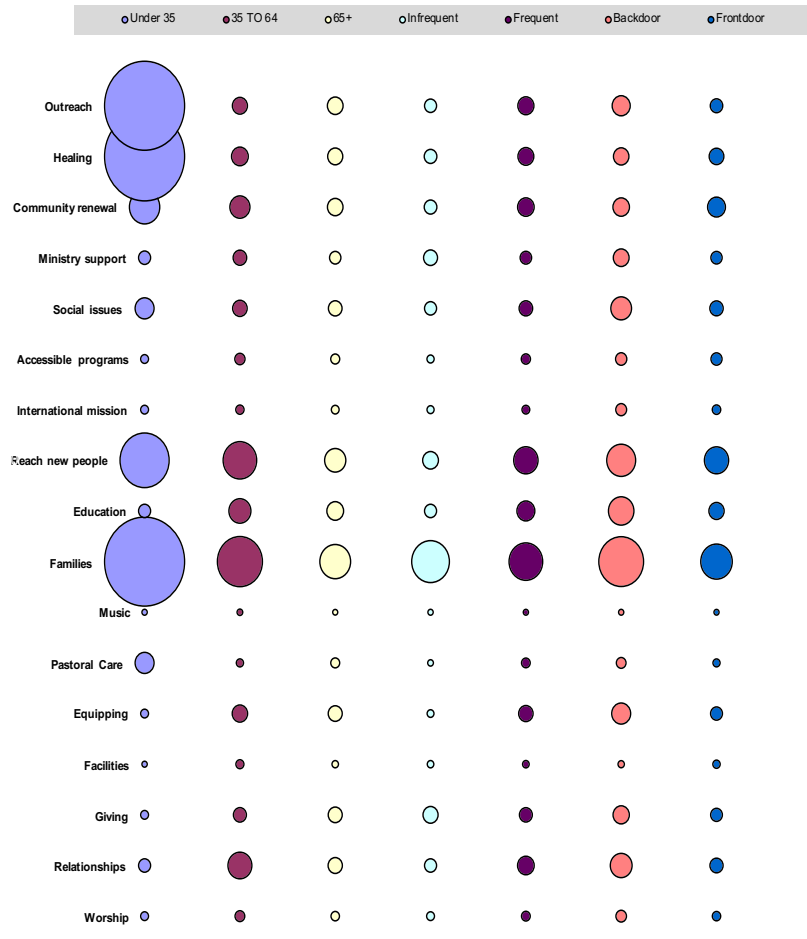 Under 35 35 TO 64 65+ Infrequent Frequent Backdoor Frontdoor
Outreach
Healing
Community renewal
Ministry support
Social issues
Accessible programs
International mission
Reach new people
Education
Families
Music
Pastoral Care
Equipping
Facilities
Giving
Relationships
Worship